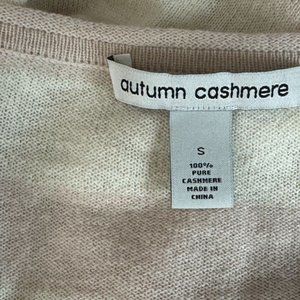 autumn cashmere
S
100%
PURE
CASHMERE
MADE IN
CHINA